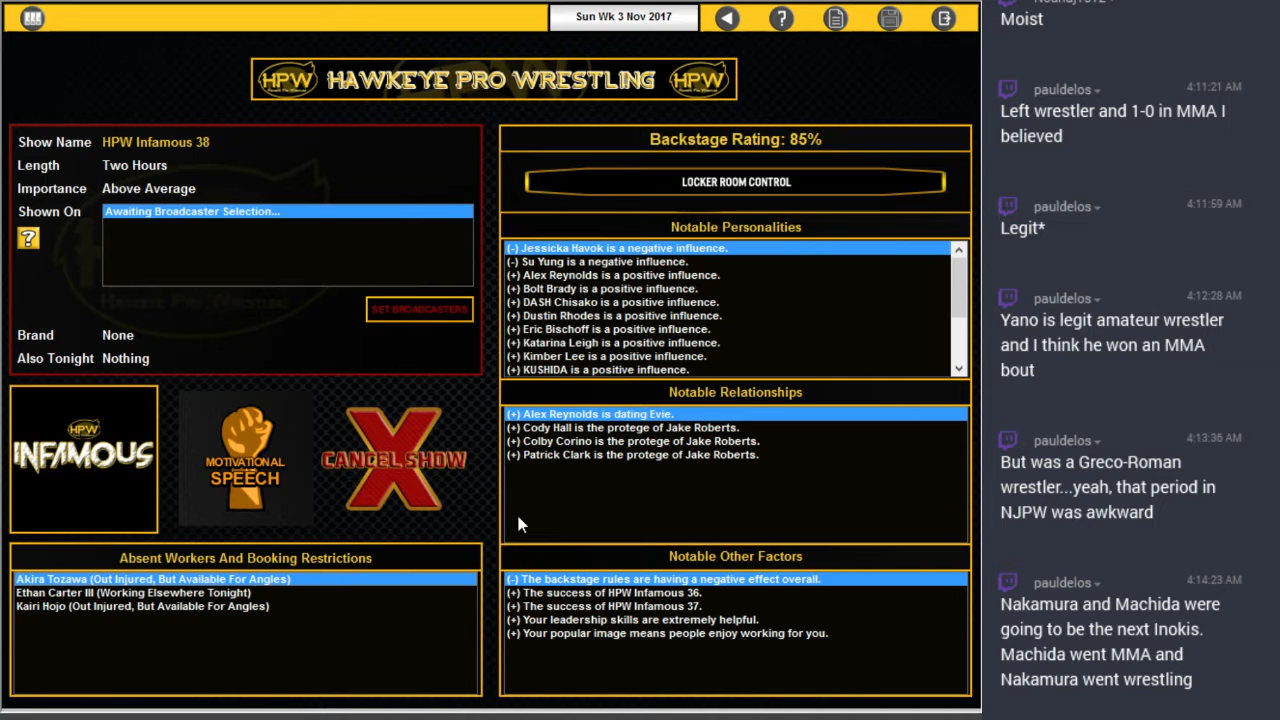 Sun Wk 3 Nov 2017
?
HPW
HAWKEYE PRO WRESTLING
HPW
Show Name HPW Infamous 38
Length Two Hours
Importance Above Average
Shown On Awaiting Broadcaster Selection...
?
SET BROADCASTERS
Brand None
Also Tonight Nothing
HPW
INFAMOUS
MOTIVATIONAL
SPEECH
CANCEL SHOW
Absent Workers And Booking Restrictions
Akira Tozawa (Out Injured, But Available For Angles)
Ethan Carter III (Working Elsewhere Tonight)
Kairi Hojo (Out Injured, But Available For Angles)
Backstage Rating: 85%
LOCKER ROOM CONTROL
Notable Personalities
(-) Jessicka Havok is a negative influence.
(-) Su Yung is a negative influence.
(+) Alex Reynolds is a positive influence.
(+) Bolt Brady is a positive influence.
(+) DASH Chisako is a positive influence.
(+) Dustin Rhodes is a positive influence.
(+) Eric Bischoff is a positive influence.
(+) Katarina Leigh is a positive influence.
(+) Kimber Lee is a positive influence.
(+) KUSHIDA is a positive influence.
Notable Relationships
(+) Alex Reynolds is dating Evie.
(+) Cody Hall is the protege of Jake Roberts.
(+) Colby Corino is the protege of Jake Roberts.
(+) Patrick Clark is the protege of Jake Roberts.
Notable Other Factors
(-) The backstage rules are having a negative effect overall.
(+) The success of HPW Infamous 36.
(+) The success of HPW Infamous 37.
(+) Your leadership skills are extremely helpful.
(+) Your popular image means people enjoy working for you.
Moist
pauldelos 4:11:21 AM
Left wrestler and 1-0 in MMA I
believed
pauldelos 4:11:59 AM
Legit*
pauldelos 4:12:28 AM
Yano is legit amateur wrestler
and I think he won an MMA
bout
pauldelos 4:13:36 AM
But was a Greco-Roman
wrestler...yeah, that period in
NJPW was awkward
pauldelos 4:14:23 AM
Nakamura and Machida were
going to be the next Inokis.
Machida went MMA and
Nakamura went wrestling